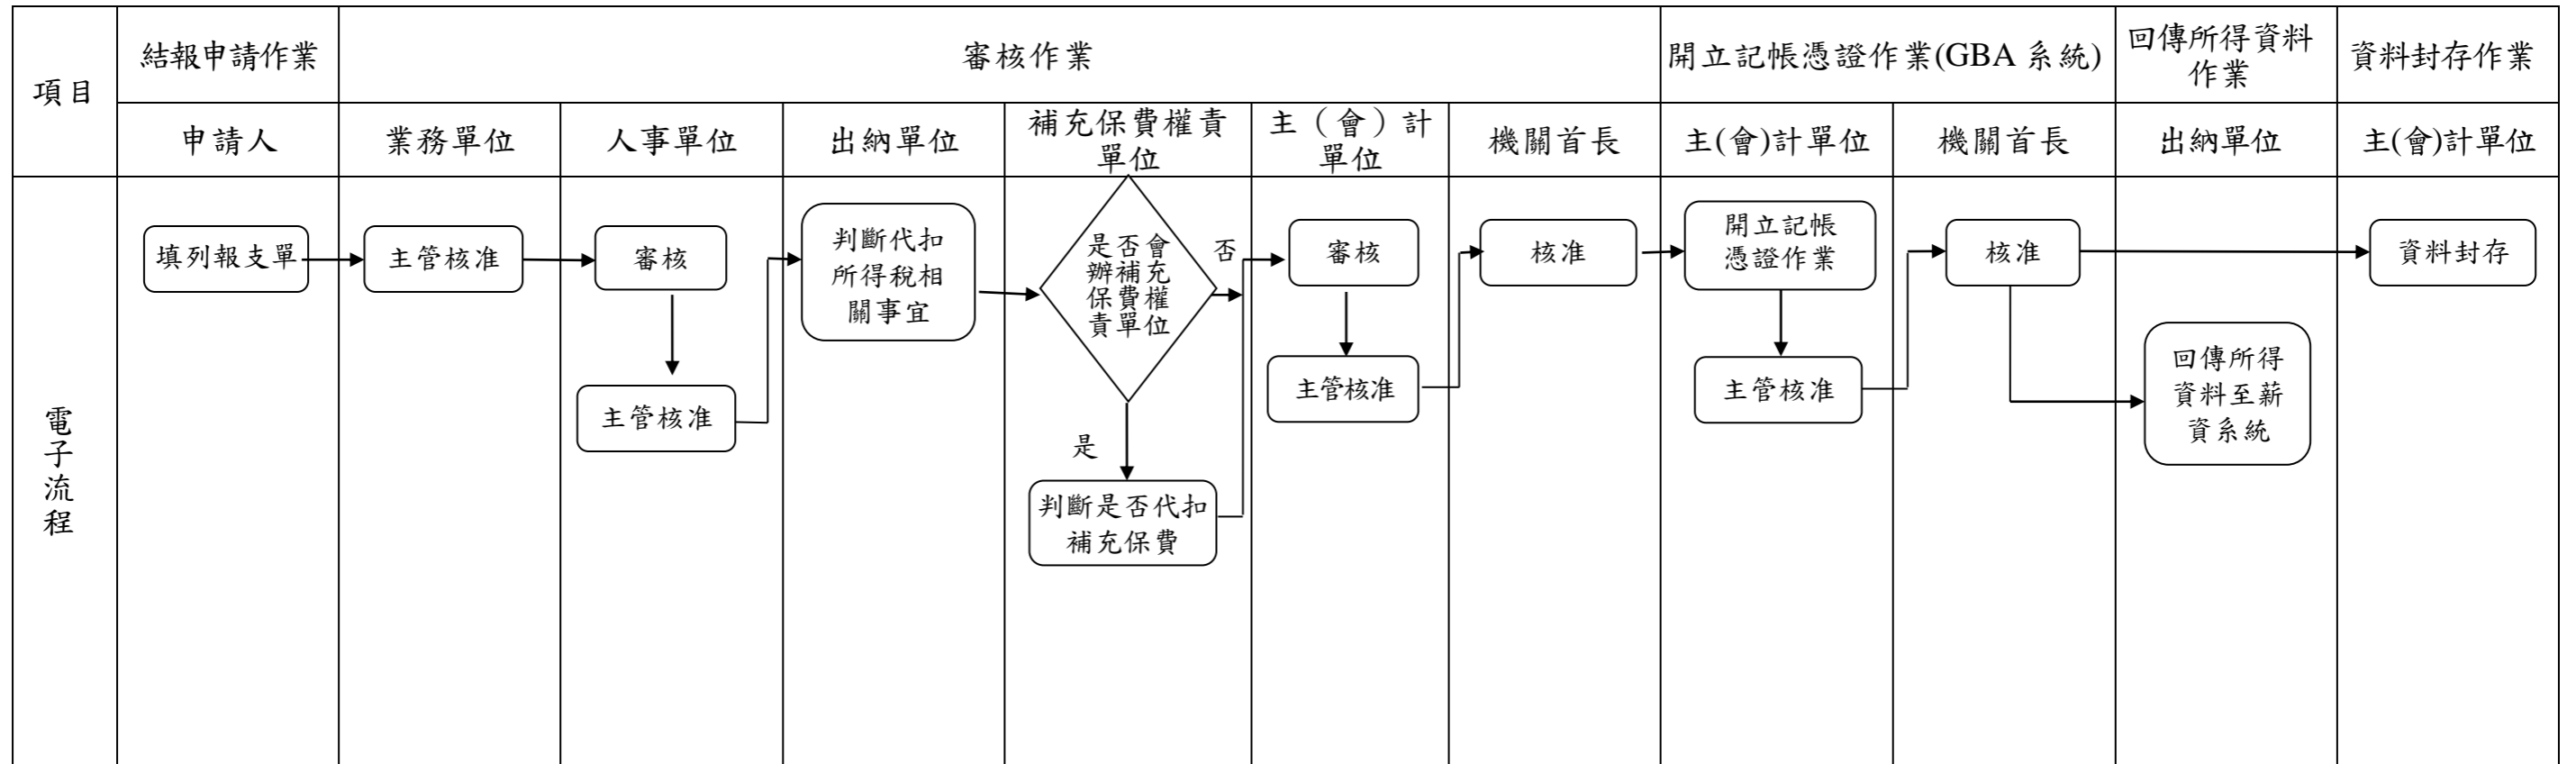 項目
結報申請作業
審核作業
開立記帳憑證作業(GBA 系統)
回傳所得資料
作業
資料封存作業
申請人
業務單位
人事單位
出納單位
補充保費權責
單位
主（會）計
單位
機關首長
主(會)計單位
機關首長
出納單位
主(會)計單位
電
子
流
程
填列報支單
主管核准
審核
主管核准
判斷代扣
所得稅相
關事宜
是否會
辦補充
保費權
責單位
否
是
判斷是否代扣
補充保費
審核
主管核准
核准
開立記帳
憑證作業
主管核准
核准
回傳所得
資料至薪
資系統
資料封存